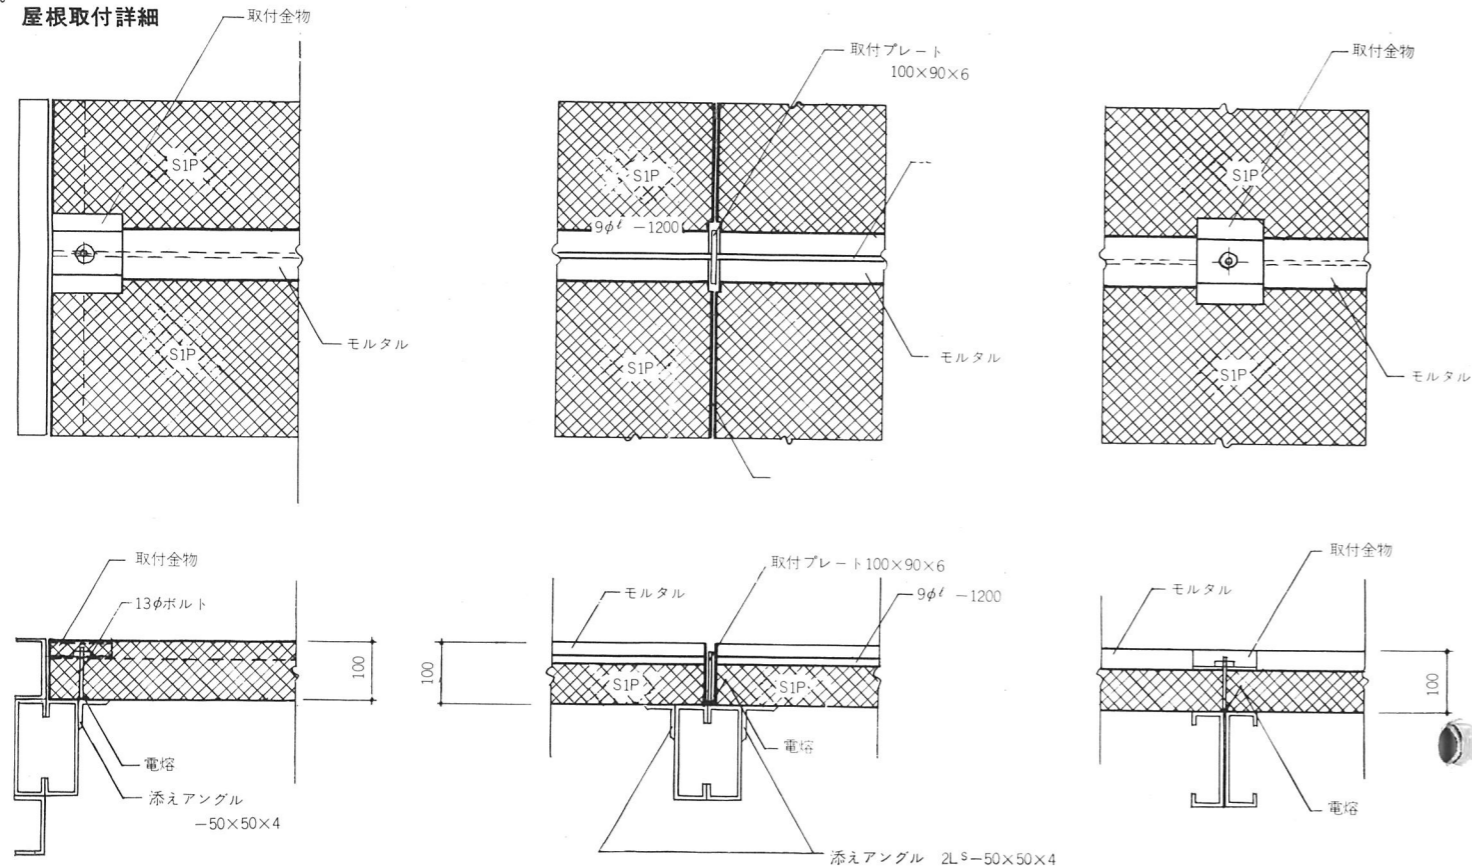 屋根取付詳細
取付金物
S1P
S1P
モルタル
取付プレート
100×90×6
S1P
9φℓ －1200
S1P
モルタル
取付金物
S1P
S1P
モルタル
取付金物
13φボルト
100
電熔
添えアングル
－50×50×4
取付プレート100×90×6
モルタル
9φℓ －1200
100
S1P
S1P
電熔
添えアングル 2Lˢ－50×50×4
取付金物
モルタル
100
電熔